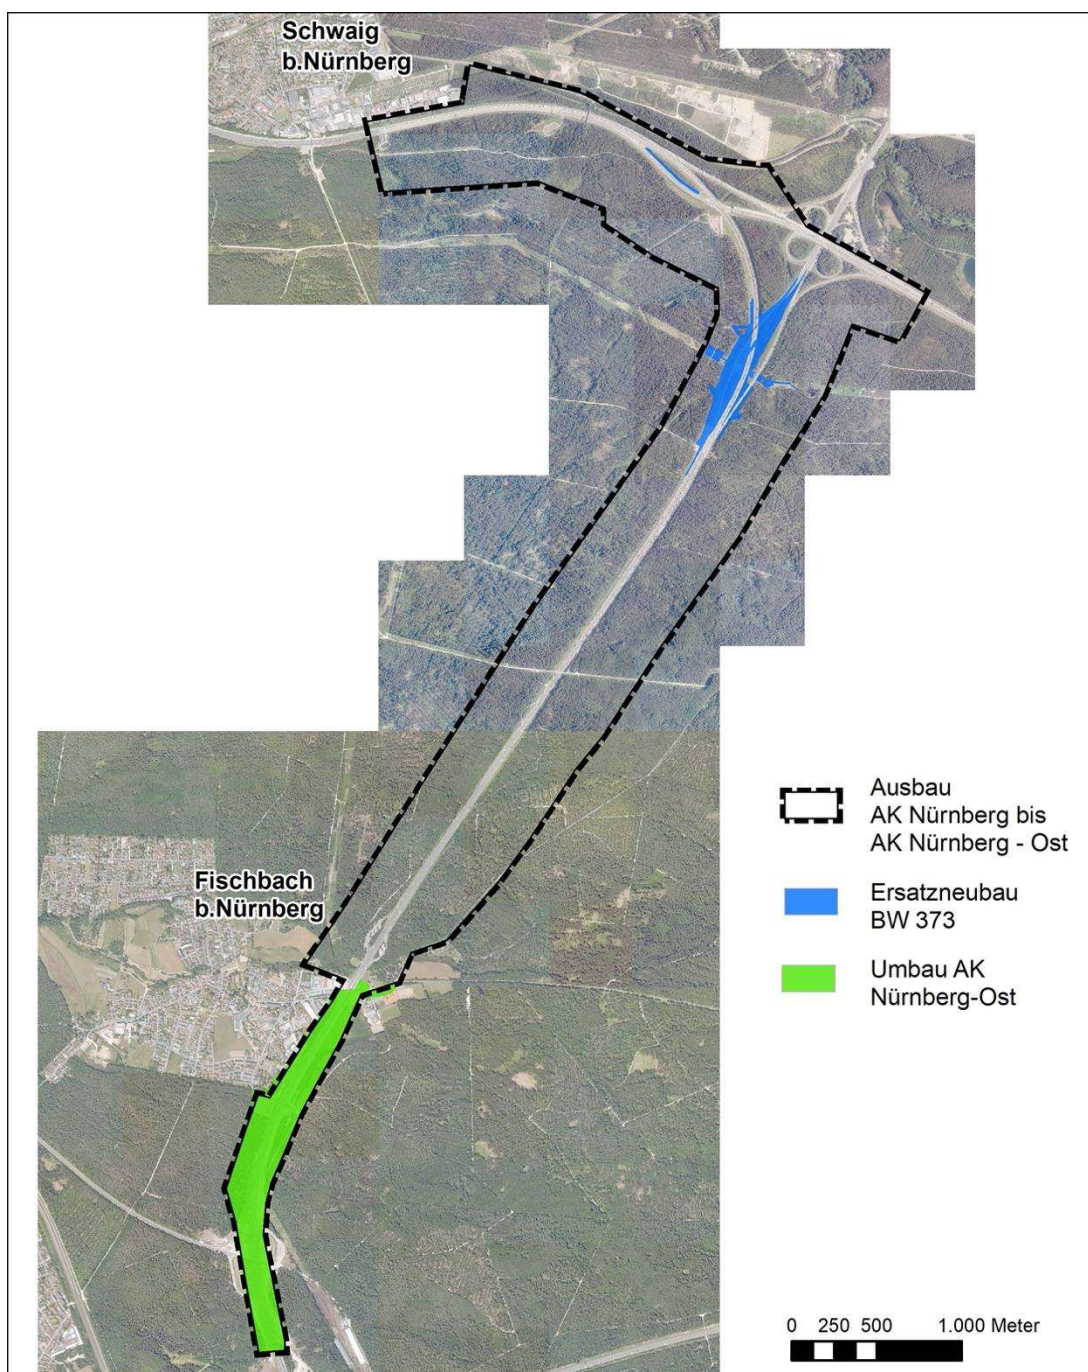 Schwaig
b.Nürnberg
Fischbach
b.Nürnberg
Ausbau
AK Nürnberg bis
AK Nürnberg - Ost
Ersatzneubau
BW 373
Umbau AK
Nürnberg-Ost
0 250 500 1.000 Meter